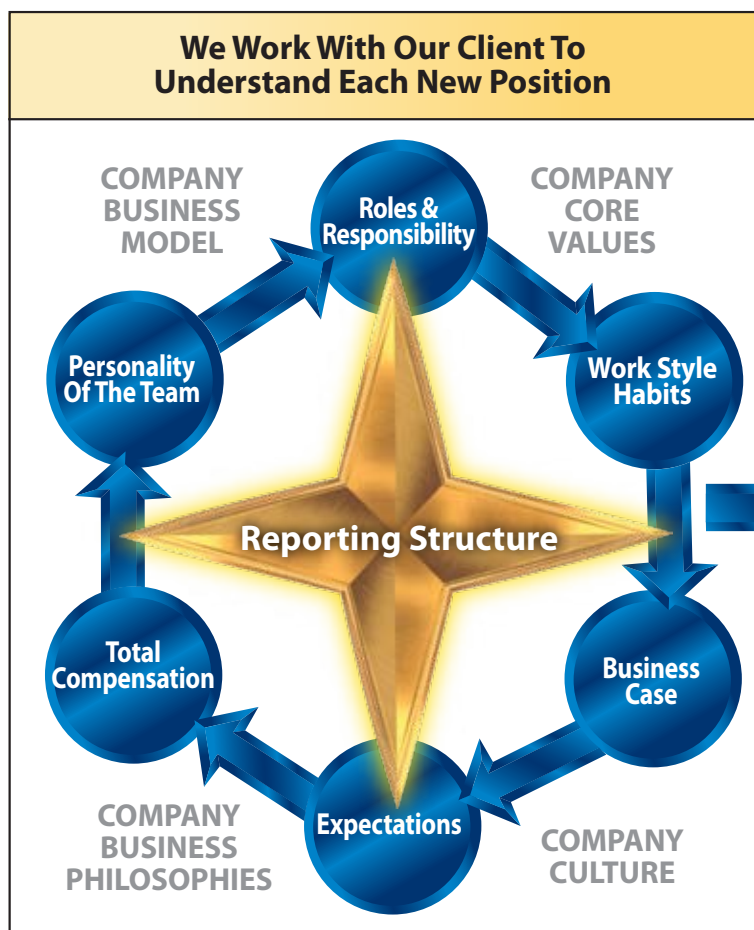 We Work With Our Client To
Understand Each New Position
COMPANY
BUSINESS
MODEL
Roles &
Responsibility
COMPANY
CORE
VALUES
Personality
Of The Team
Work Style
Habits
Reporting Structure
Total
Compensation
Business
Case
COMPANY
BUSINESS
PHILOSOPHIES
Expectations
COMPANY
CULTURE